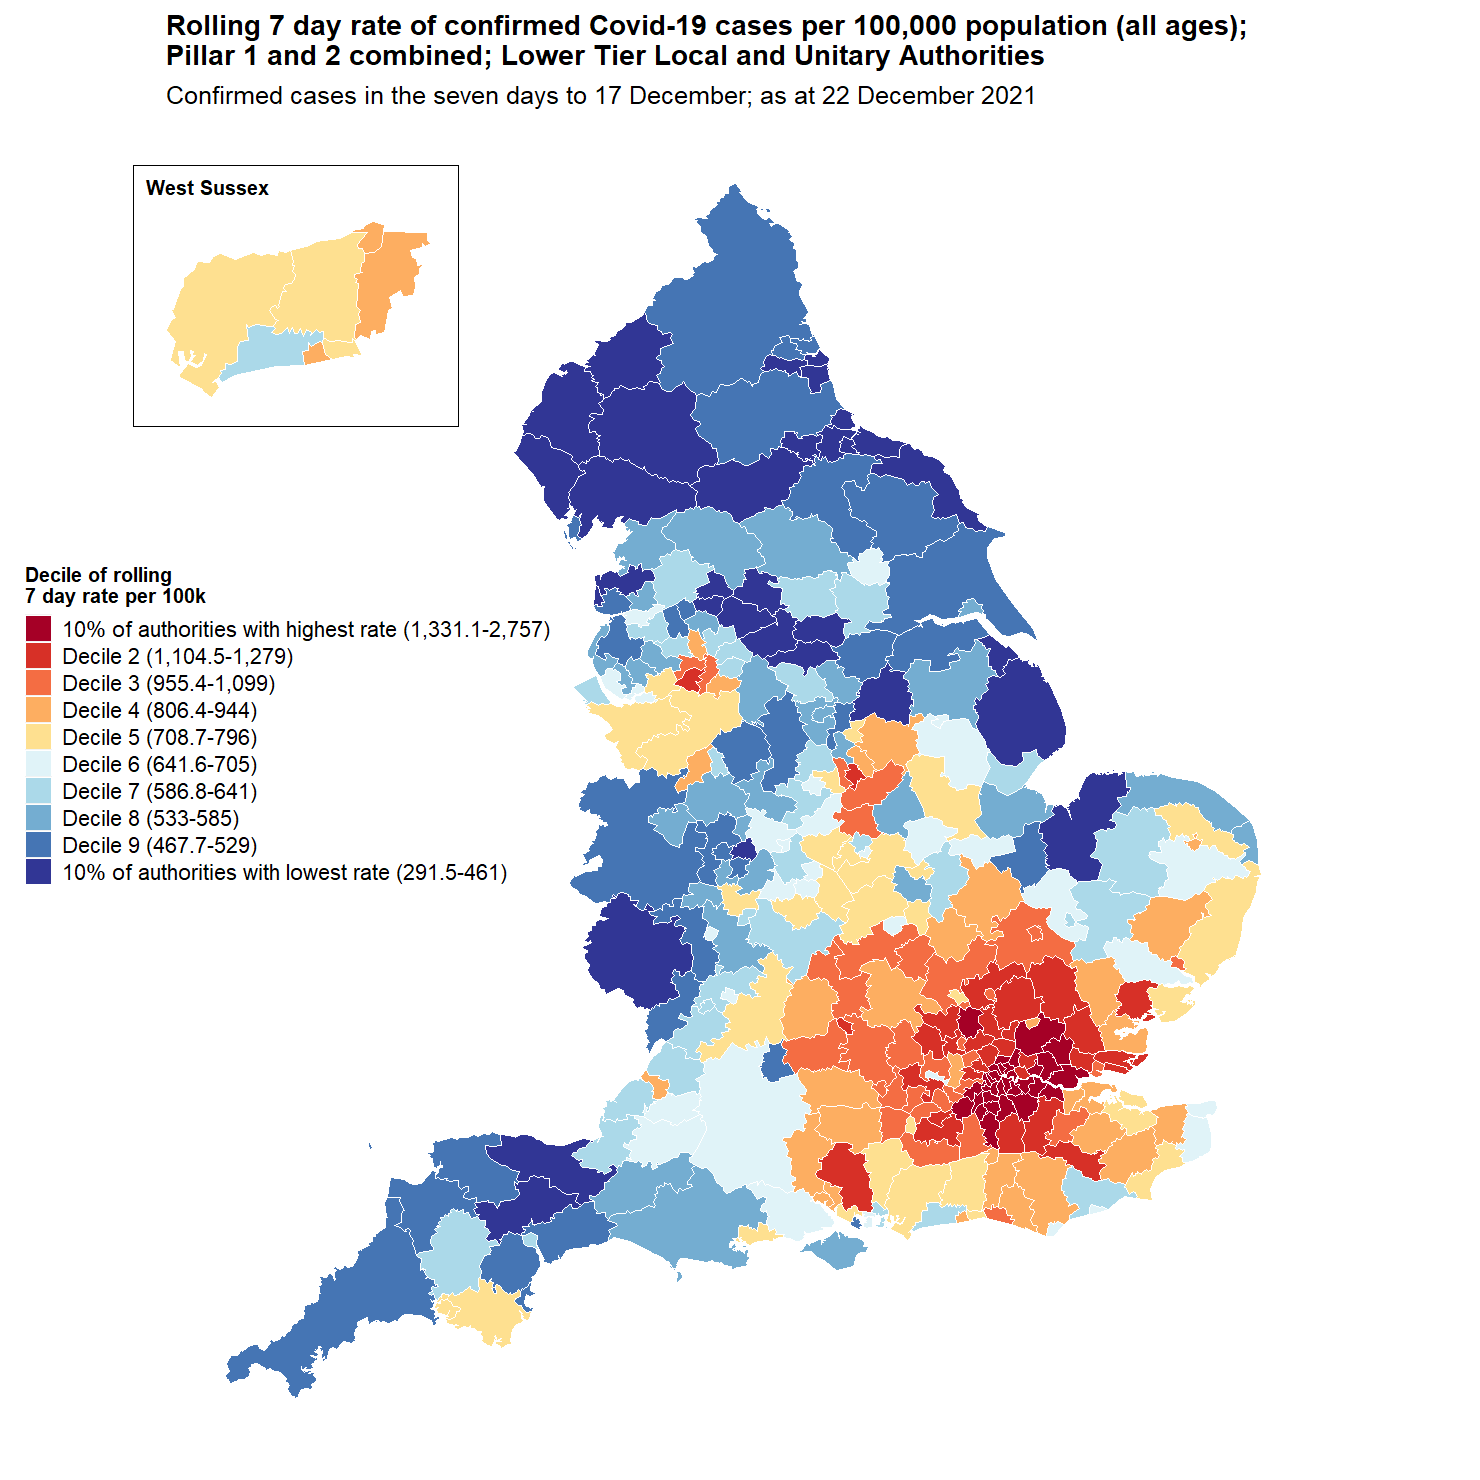 Rolling 7 day rate of confirmed Covid-19 cases per 100,000 population (all ages);
Pillar 1 and 2 combined; Lower Tier Local and Unitary Authorities
Confirmed cases in the seven days to 17 December; as at 22 December 2021
West Sussex
Decile of rolling
7 day rate per 100k
10% of authorities with highest rate (1,331.1-2,757)
Decile 2 (1,104.5-1,279)
Decile 3 (955.4-1,099)
Decile 4 (806.4-944)
Decile 5 (708.7-796)
Decile 6 (641.6-705)
Decile 7 (586.8-641)
Decile 8 (533-585)
Decile 9 (467.7-529)
10% of authorities with lowest rate (291.5-461)